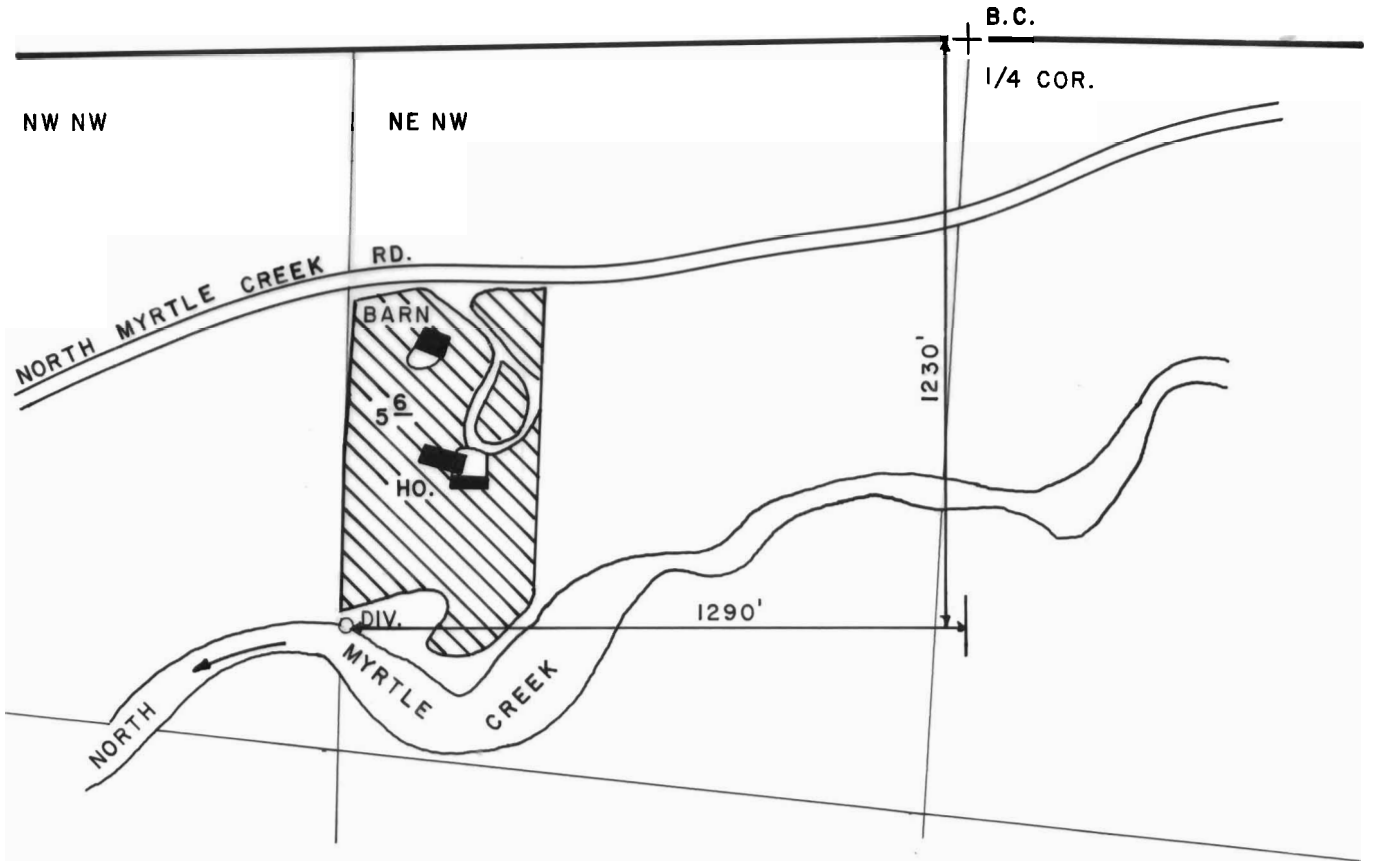 B.C.
1/4 COR.
NW NW
NE NW
NORTH MYRTLE CREEK RD.
BARN
5 6
HO.
1230'
DIV.
1290'
NORTH MYRTLE CREEK